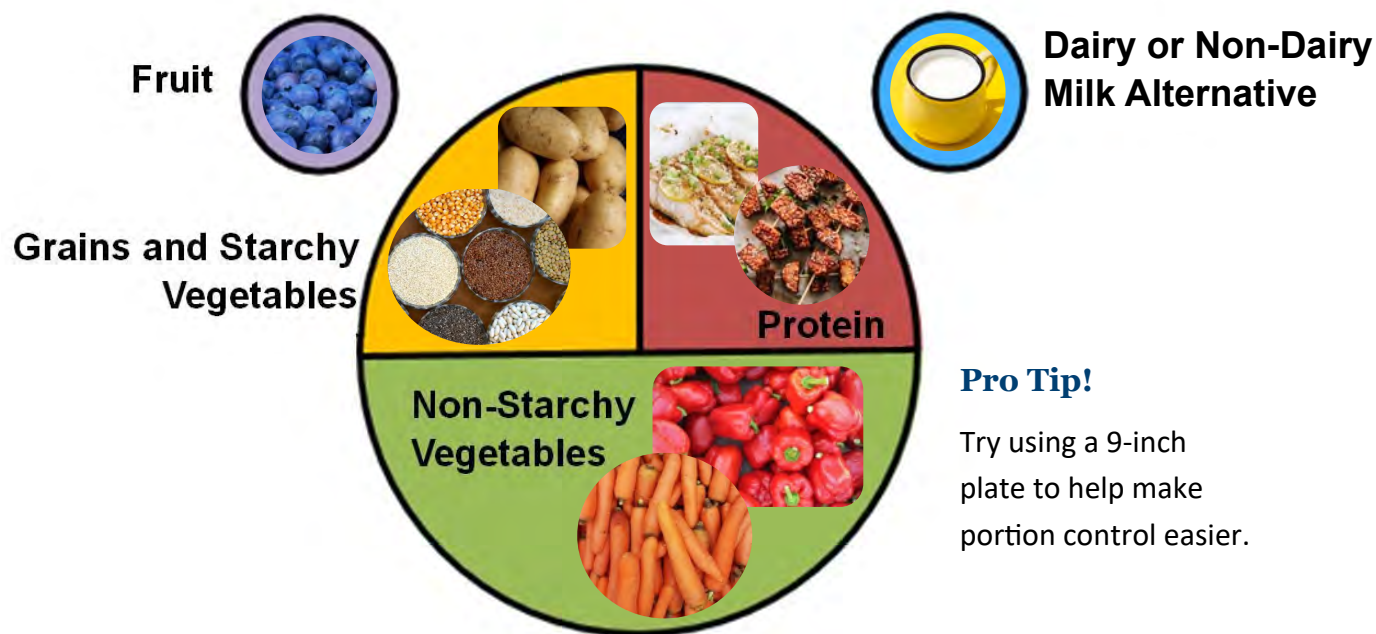 Fruit
Dairy or Non-Dairy
Milk Alternative
Grains and Starchy
Vegetables
Protein
Non-Starchy
Vegetables
Pro Tip!
Try using a 9-inch
plate to help make
portion control easier.